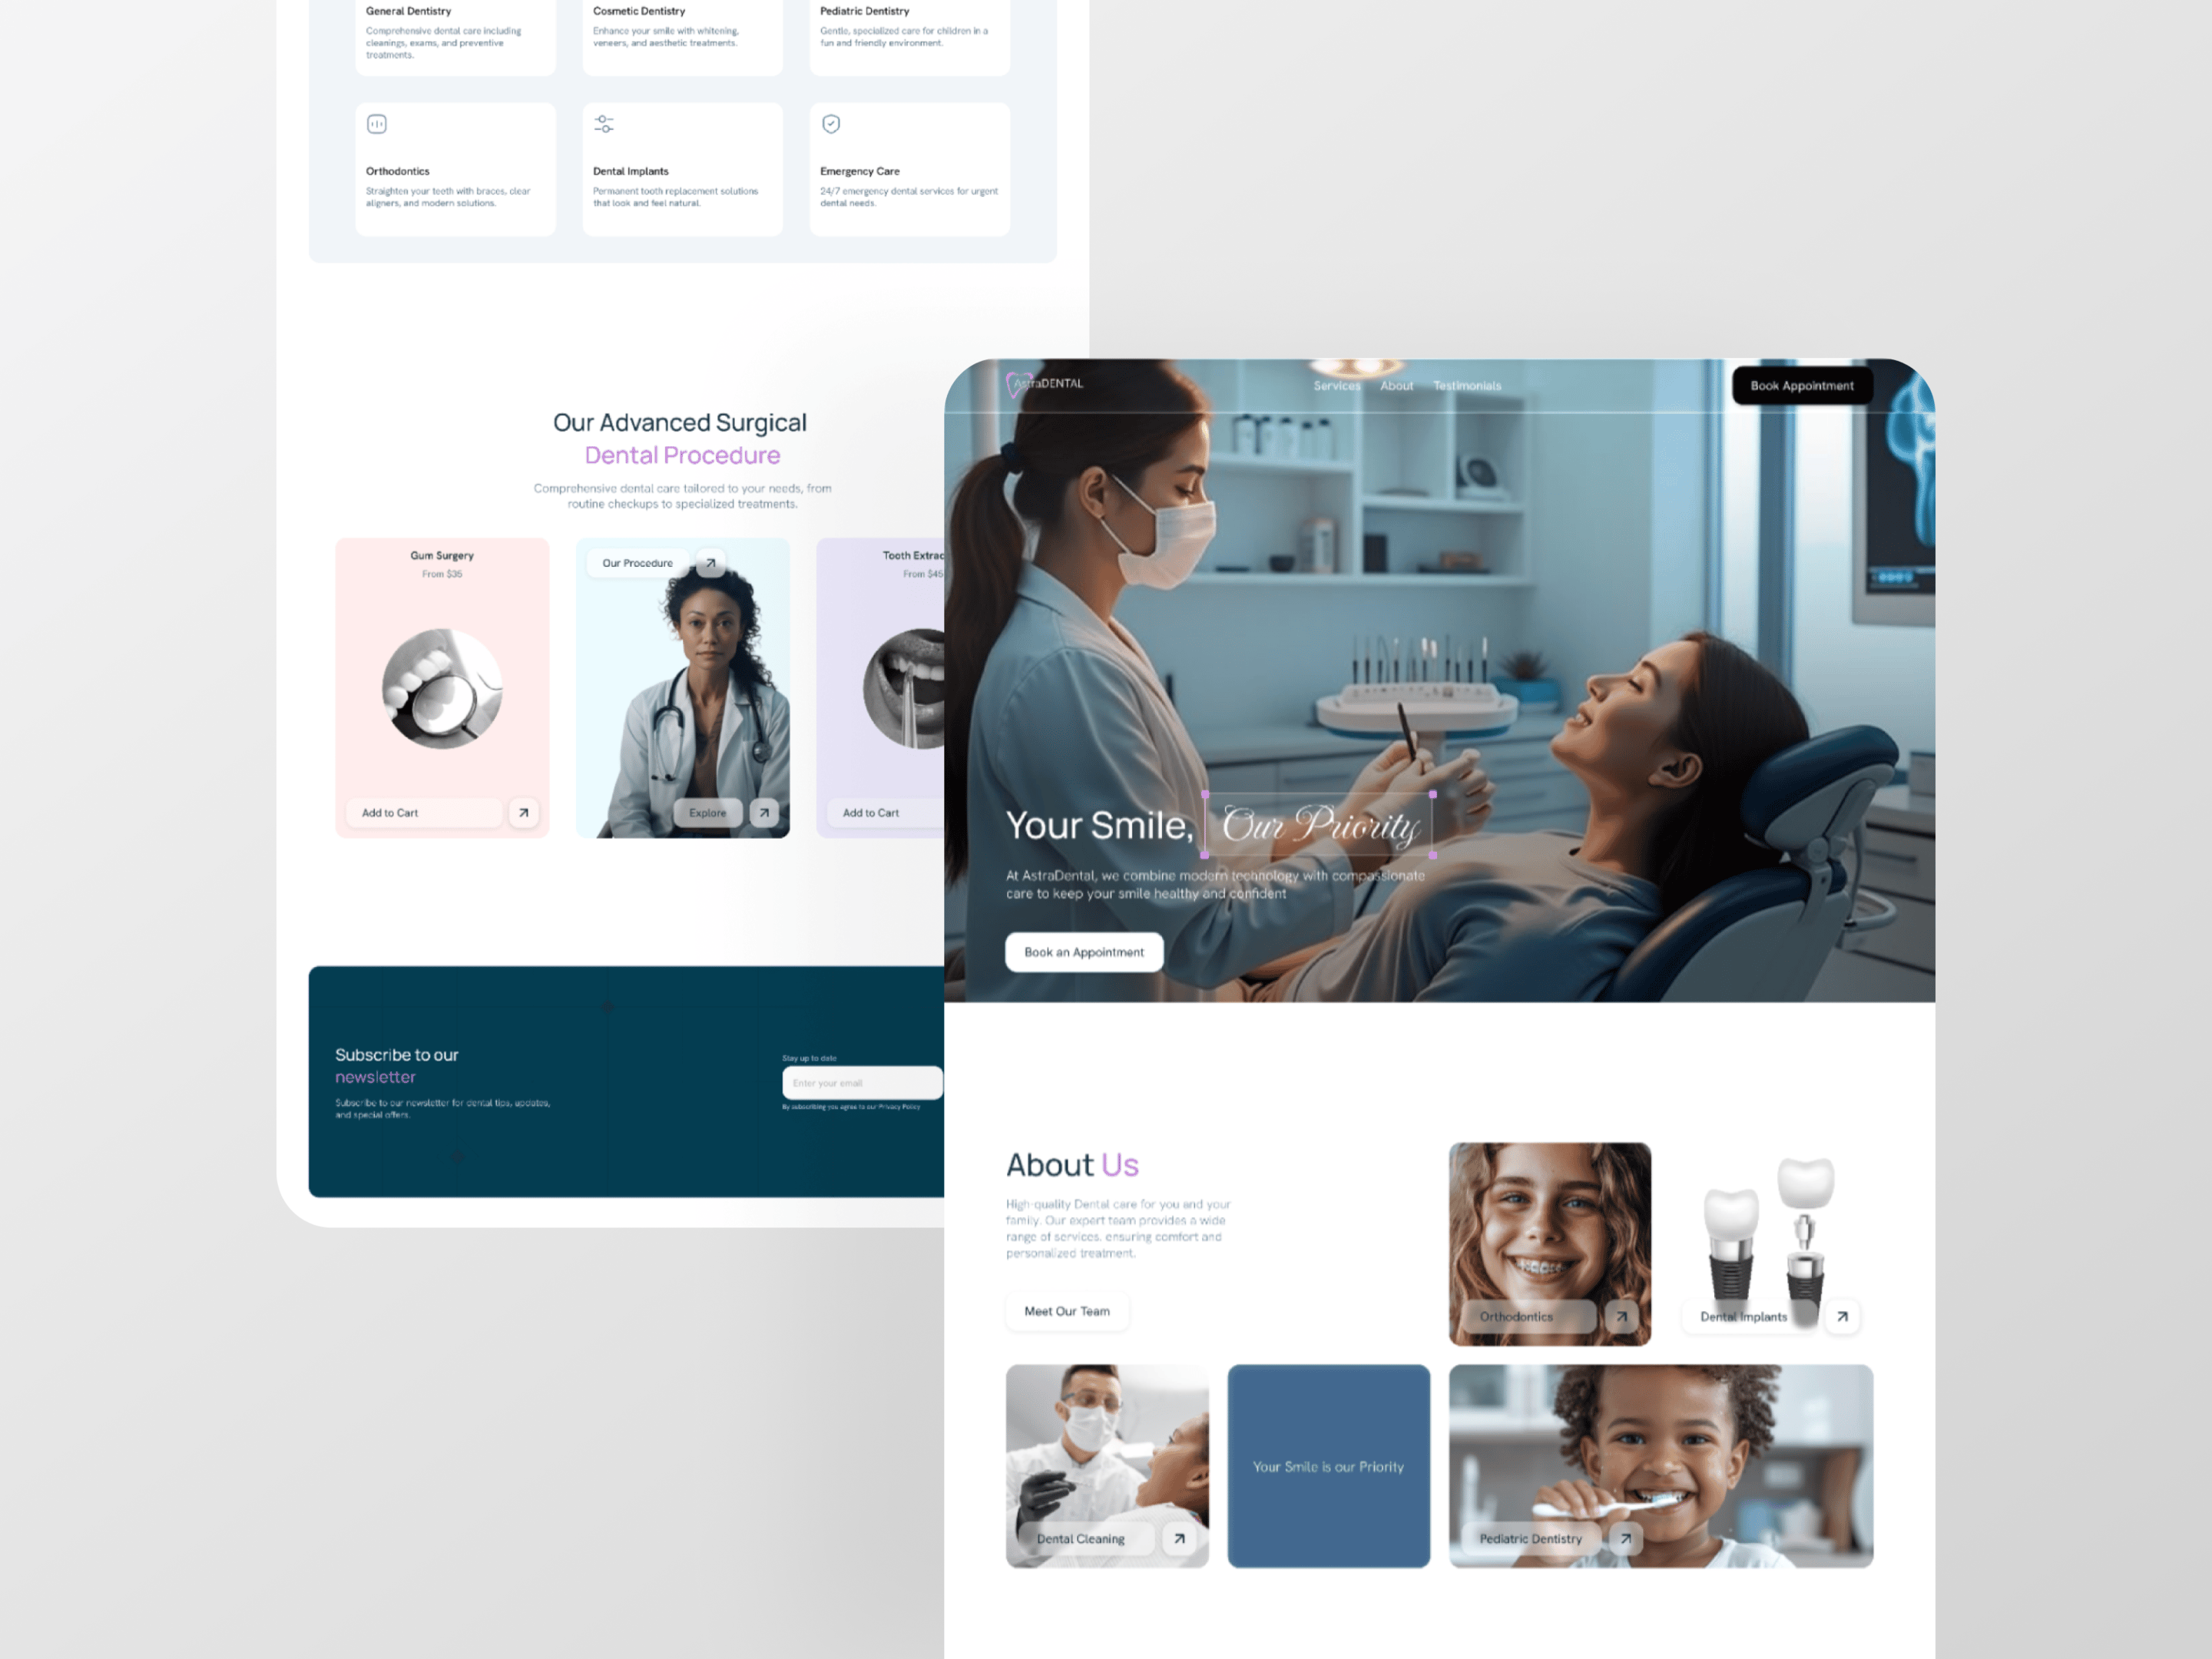 General Dentistry
Comprehensive dental care including
cleanings, exams, and preventive
treatments.
Cosmetic Dentistry
Enhance your smile with whitening,
veneers, and aesthetic treatments.
Pediatric Dentistry
Gentle, specialized care for children in a
fun and friendly environment.
Orthodontics
Straighten your teeth with braces, clear
aligners, and modern solutions.
Dental Implants
Permanent tooth replacement solutions
that look and feel natural.
Emergency Care
24/7 emergency dental services for urgent
dental needs.
Our Advanced Surgical
Dental Procedure
Comprehensive dental care tailored to your needs, from
routine checkups to specialized treatments.
Gum Surgery
From $35
Add to Cart
Our Procedure
Explore
Tooth Extrac
From $45
Add to Cart
Subscribe to our
newsletter
Subscribe to our newsletter for dental tips, updates,
and special offers.
Stay up to date
Enter your email
By subscribing you agree to our Privacy Policy
AstraDENTAL
Services About Testimonials
Book Appointment
Your Smile, Our Priority
At AstraDental, we combine modern technology with compassionate
care to keep your smile healthy and confident
Book an Appointment
About Us
High-quality Dental care for you and your
family. Our expert team provides a wide
range of services. ensuring comfort and
personalized treatment.
Meet Our Team
Orthodontics
Dental Implants
Dental Cleaning
Your Smile is our Priority
Pediatric Dentistry